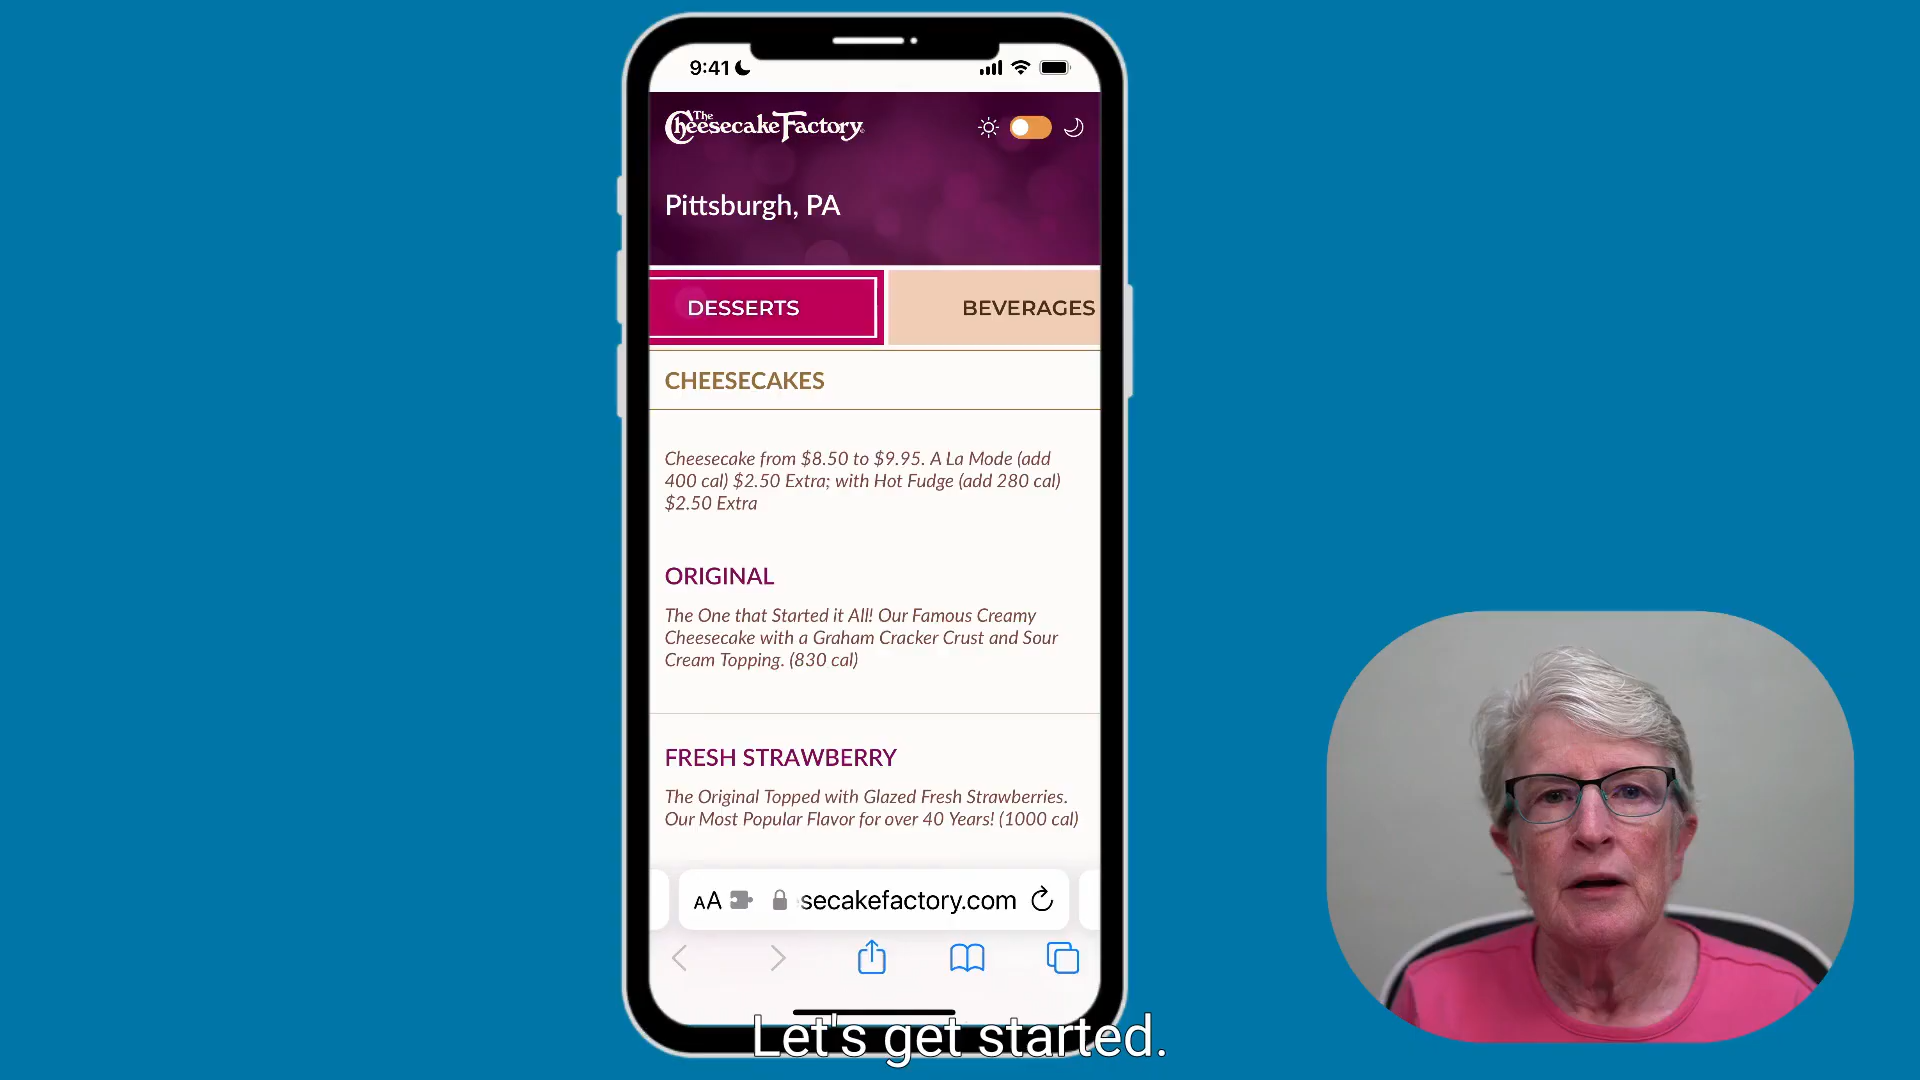 9:41
The Cheesecake Factory
Pittsburgh, PA
DESSERTS
BEVERAGES
CHEESECAKES
Cheesecake from $8.50 to $9.95. A La Mode (add
400 cal) $2.50 Extra; with Hot Fudge (add 280 cal)
$2.50 Extra
ORIGINAL
The One that Started it All! Our Famous Creamy
Cheesecake with a Graham Cracker Crust and Sour
Cream Topping. (830 cal)
FRESH STRAWBERRY
The Original Topped with Glazed Fresh Strawberries.
Our Most Popular Flavor for over 40 Years! (1000 cal)
AA secakefactory.com
Let's get started.